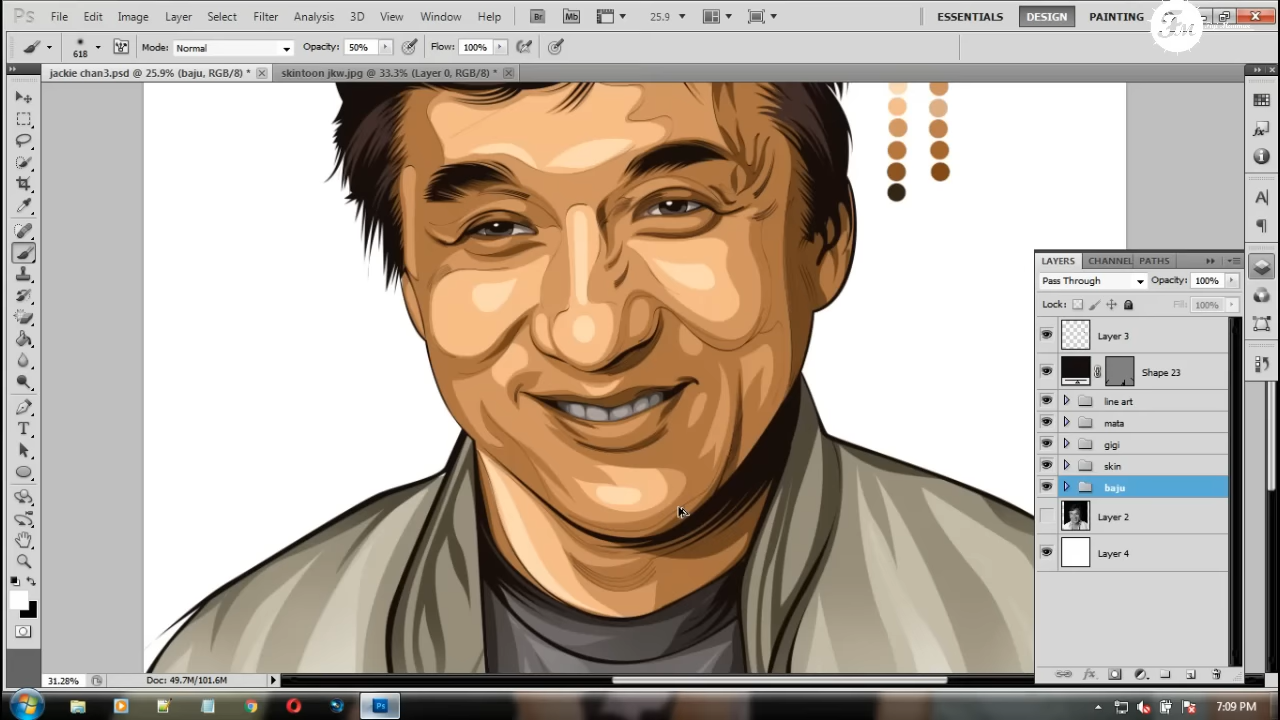 Ps File Edit Image Layer Select Filter Analysis 3D View Window Help Br Mb 25.9 ESSENTIALS DESIGN PAINTING
618 Mode: Normal Opacity: 50% Flow: 100%
jackie chan3.psd @ 25.9% (baju, RGB/8) * skintoon jkw.jpg @ 33.3% (Layer 0, RGB/8) *
LAYERS CHANNEL PATHS
Pass Through Opacity: 100%
Lock: Fill: 100%
Layer 3
Shape 23
line art
mata
gigi
skin
baju
Layer 2
Layer 4
31.28% Doc: 49.7M/101.6M
Ps 7:09 PM